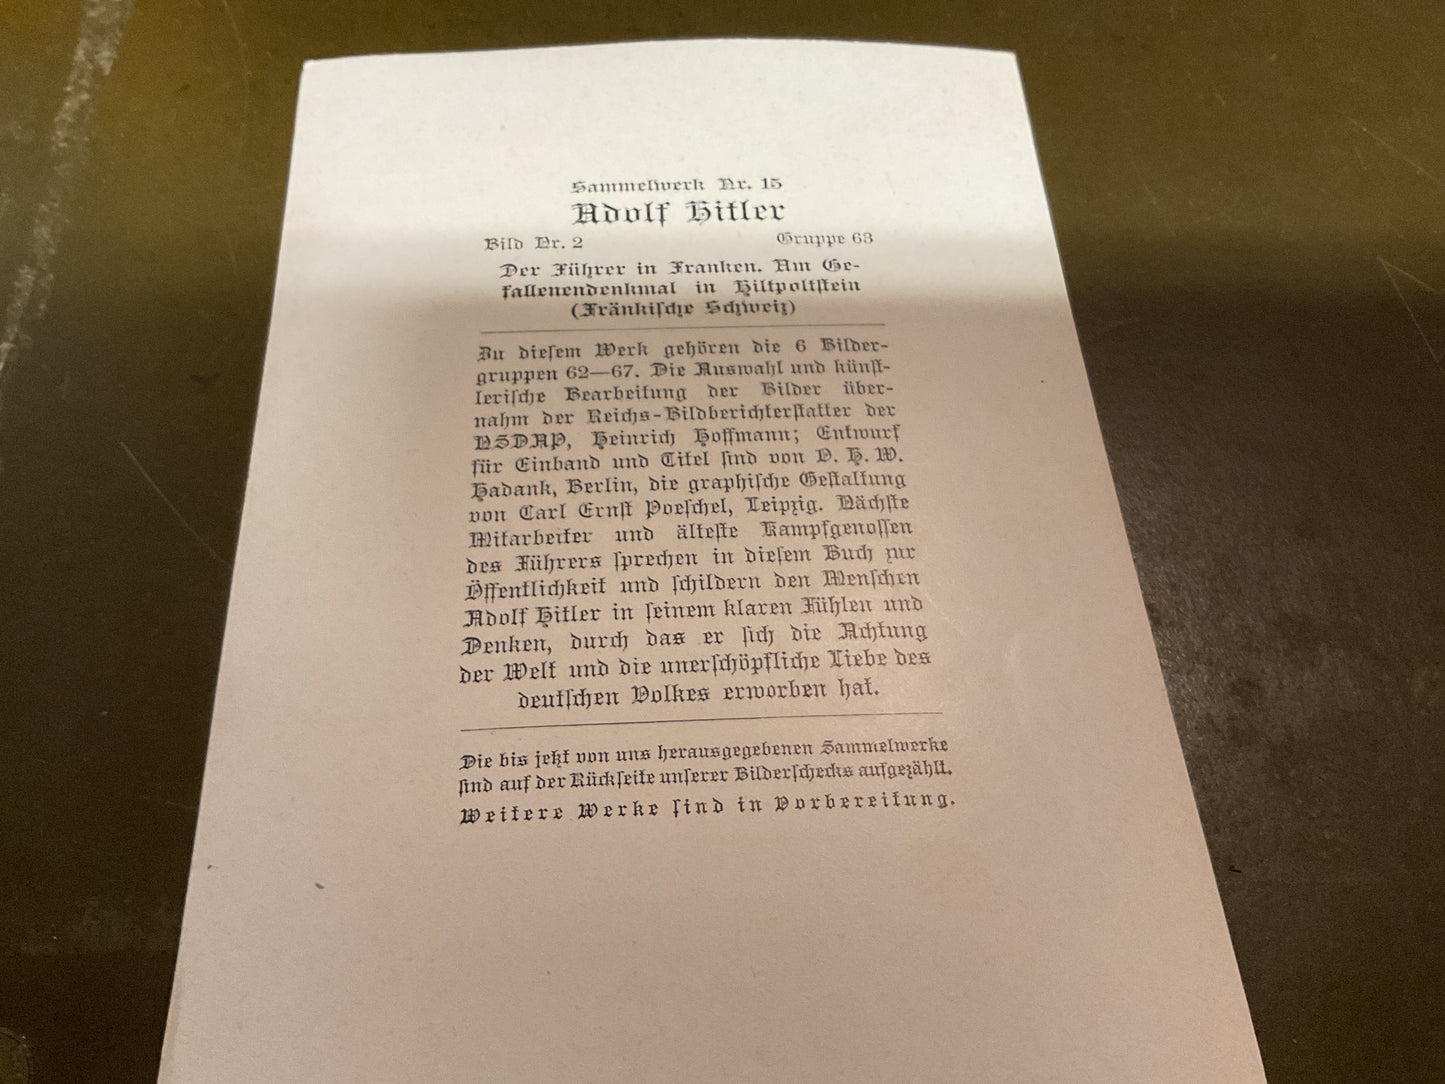 Sammelwerk Nr. 15
Adolf Hitler
Bild Nr. 2 Gruppe 63
Der Führer in Franken. Am Ge-
fallenendenkmal in Hiltpoltſtein
(Fränkiſche Schweiz)
Zu dieſem Werk gehören die 6 Bilder-
gruppen 62—67. Die Auswahl und künſt-
leriſche Bearbeitung der Bilder über-
nahm der Reichs-Bildberichterſtatter der
NSDAP, Heinrich Hoffmann; Entwurf
für Einband und Titel ſind von O. H. W.
Hadank, Berlin, die graphiſche Geſtaltung
von Carl Ernſt Poeſchel, Leipzig. Nächſte
Mitarbeiter und älteſte Kampfgenoſſen
des Führers ſprechen in dieſem Buch zur
Öffentlichkeit und ſchildern den Menſchen
Adolf Hitler in ſeinem klaren Fühlen und
Denken, durch das er ſich die Achtung
der Welt und die unerſchöpfliche Liebe des
deutſchen Volkes erworben hat.
Die bis jetzt von uns herausgegebenen Sammelwerke
ſind auf der Rückſeite unſerer Bilderſchecks aufgezählt.
Weitere Werke ſind in Vorbereitung.